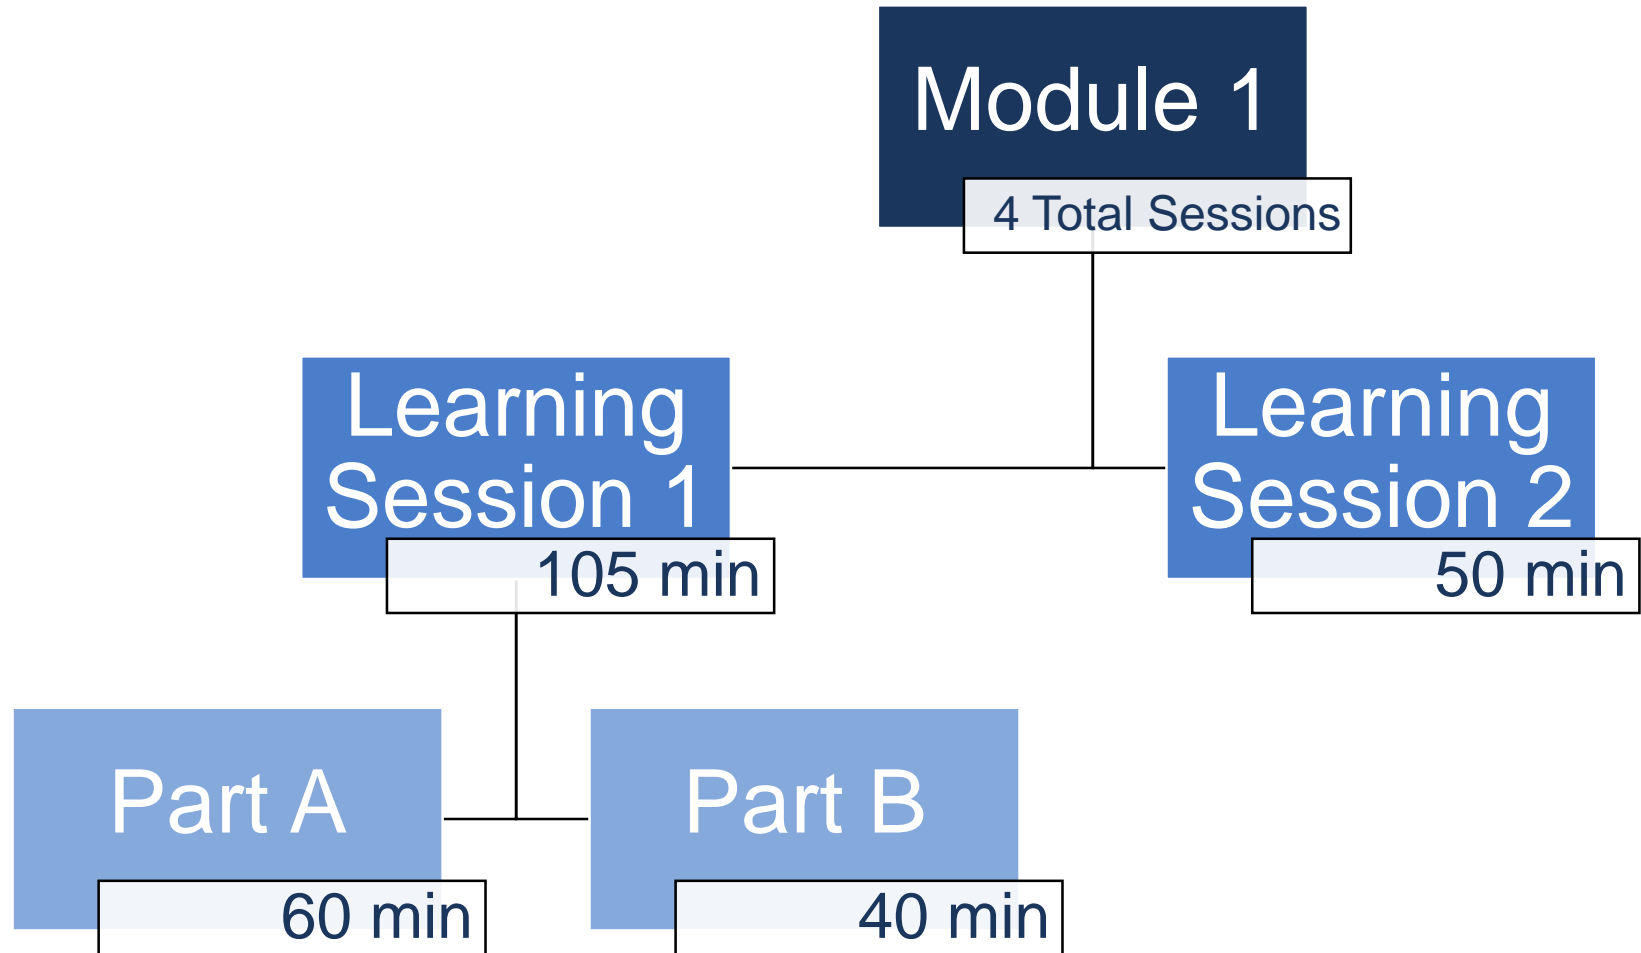 Module 1
4 Total Sessions
Learning
Session 1
105 min
Learning
Session 2
50 min
Part A
60 min
Part B
40 min